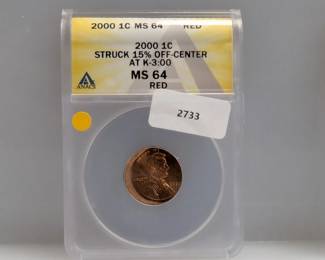 2000 1C MS 64 RED
2000 1C
STRUCK 15% OFF-CENTER
AT K-3:00
MS 64
RED
ANACS
2733